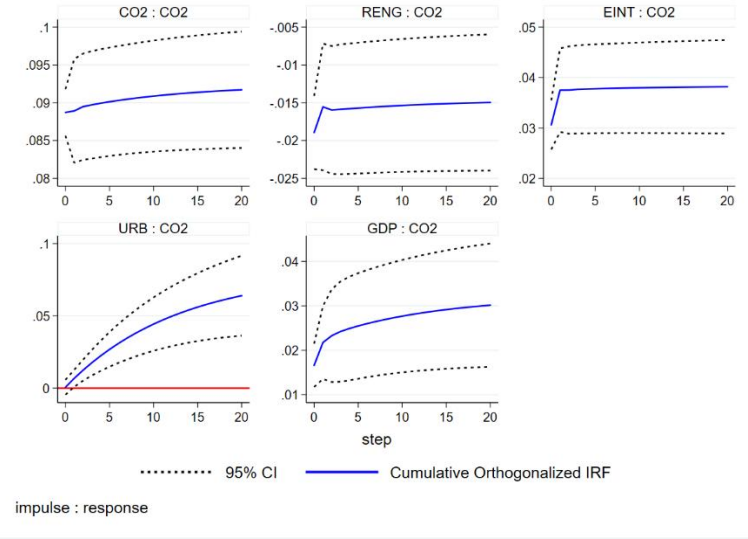 CO2 : CO2
.1
.095
.09
.085
.08
0 5 10 15 20
RENG : CO2
-.005
-.01
-.015
-.02
-.025
0 5 10 15 20
EINT : CO2
.05
.04
.03
.02
0 5 10 15 20
URB : CO2
.1
.05
0
0 5 10 15 20
GDP : CO2
.04
.03
.02
.01
0 5 10 15 20
step
95% CI Cumulative Orthogonalized IRF
impulse : response